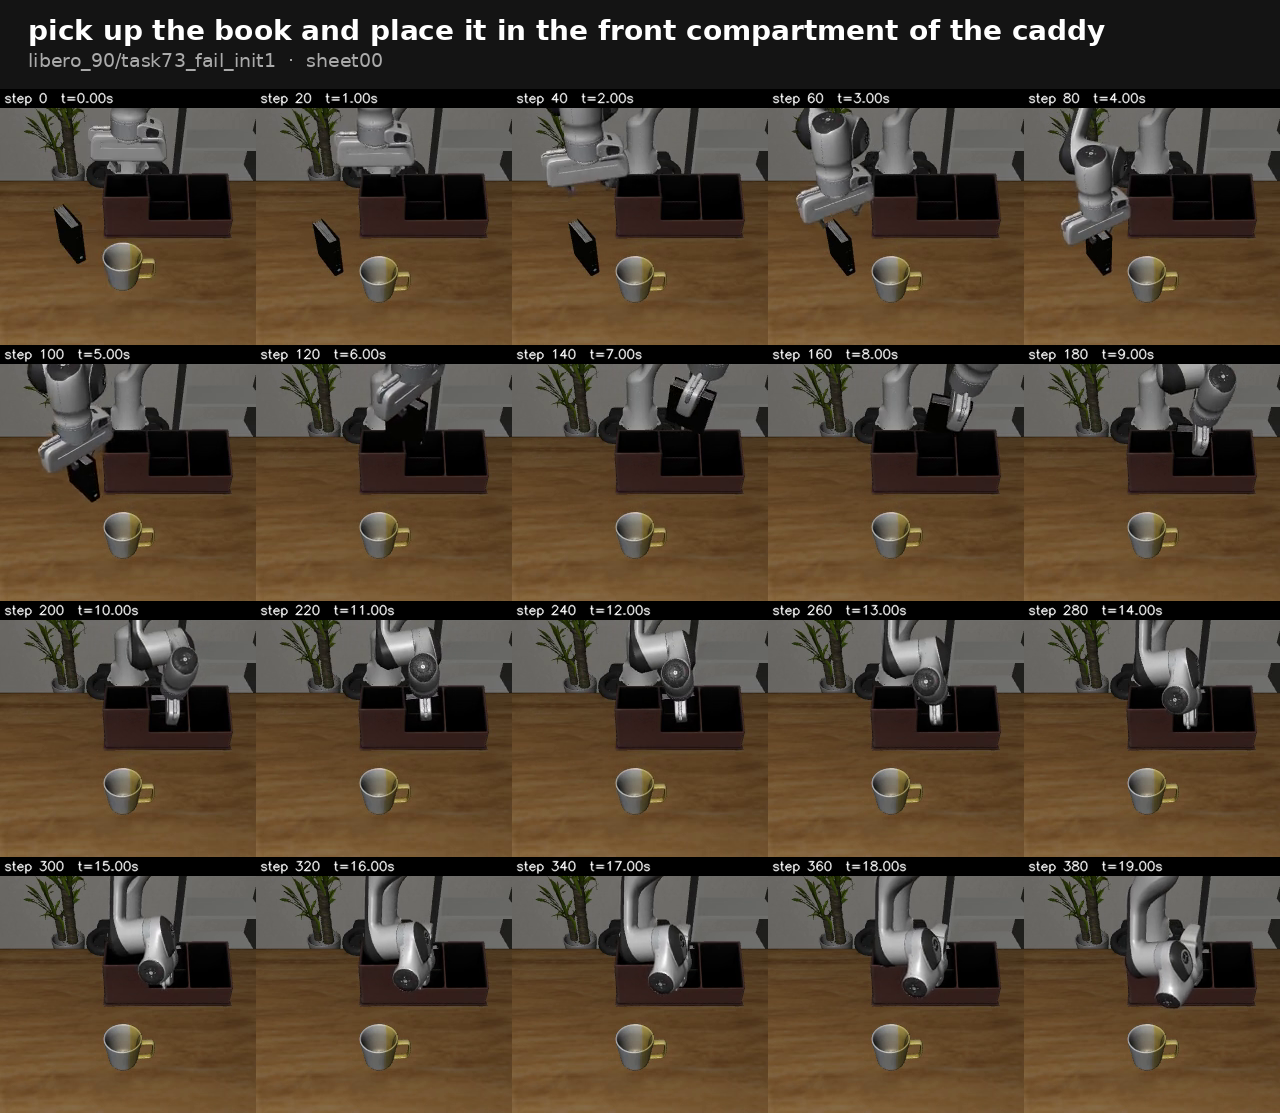 pick up the book and place it in the front compartment of the caddy
libero_90/task73_fail_init1 · sheet00
step 0 t=0.00s
step 20 t=1.00s
step 40 t=2.00s
step 60 t=3.00s
step 80 t=4.00s
step 100 t=5.00s
step 120 t=6.00s
step 140 t=7.00s
step 160 t=8.00s
step 180 t=9.00s
step 200 t=10.00s
step 220 t=11.00s
step 240 t=12.00s
step 260 t=13.00s
step 280 t=14.00s
step 300 t=15.00s
step 320 t=16.00s
step 340 t=17.00s
step 360 t=18.00s
step 380 t=19.00s